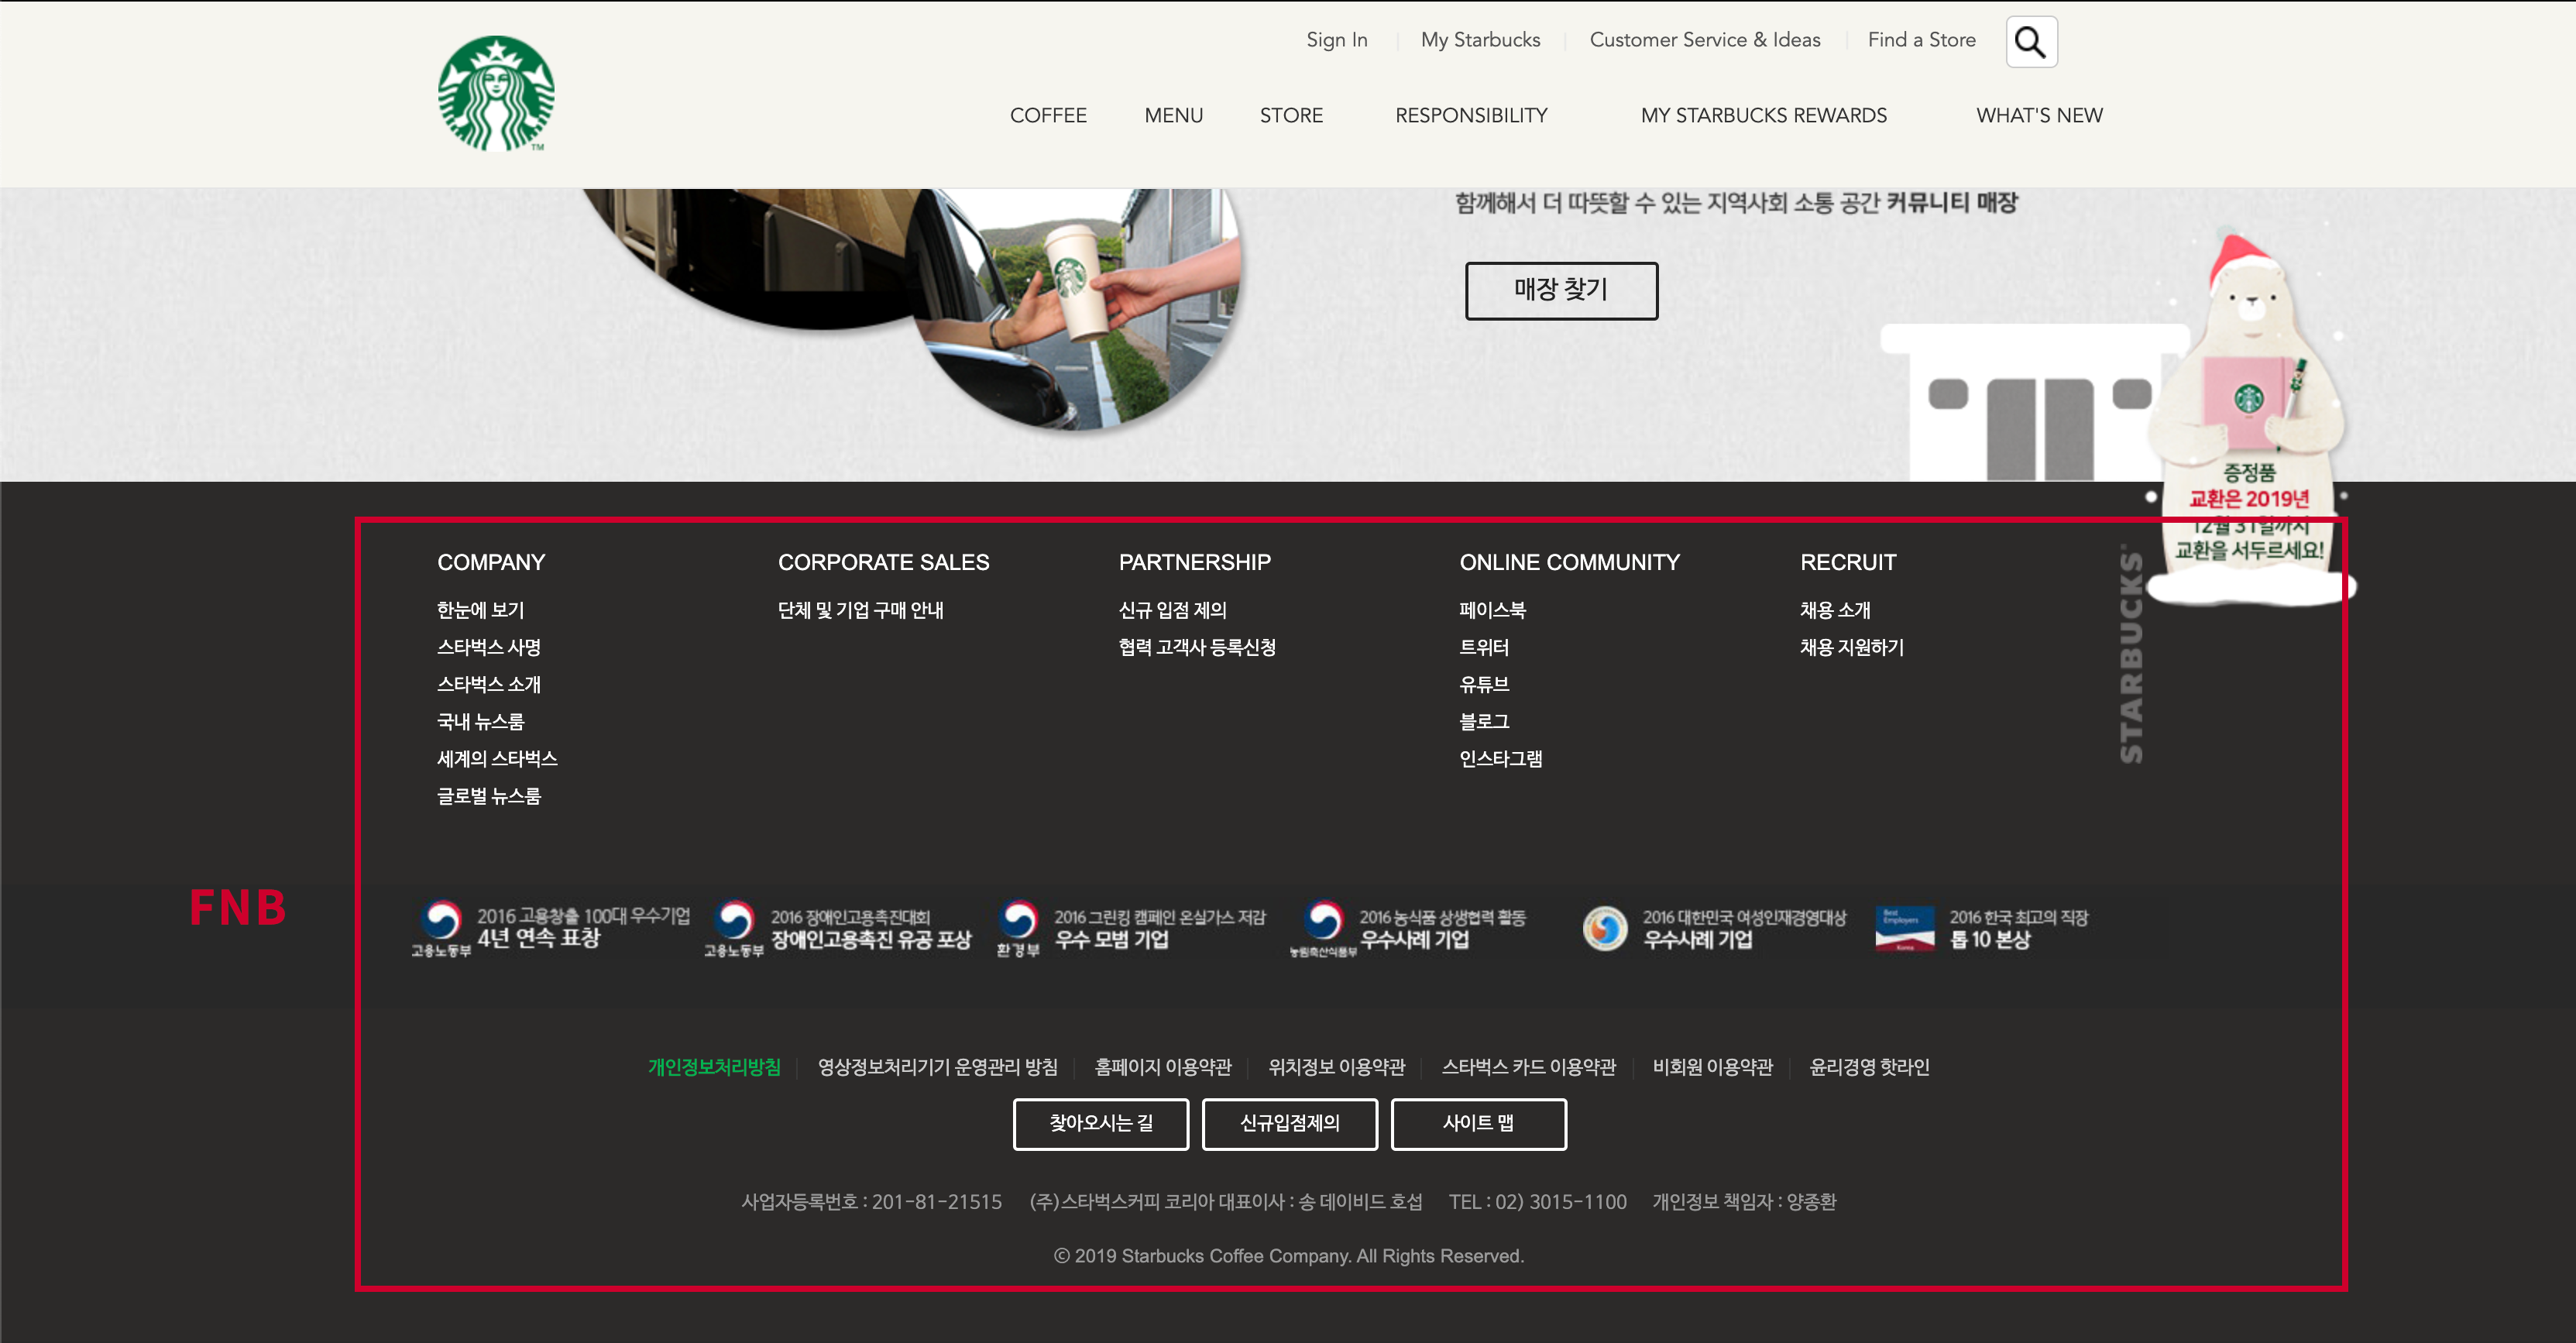 Sign In
My Starbucks
Customer Service & Ideas
Find a Store
TM
COFFEE
MENU
STORE
RESPONSIBILITY
MY STARBUCKS REWARDS
WHAT'S NEW
함께해서 더 따뜻할 수 있는 지역사회 소통 공간 커뮤니티 매장
매장 찾기
증정품
교환은 2019년
12월 31일까지
교환을 서두르세요!
COMPANY
한눈에 보기
스타벅스 사명
스타벅스 소개
국내 뉴스룸
세계의 스타벅스
글로벌 뉴스룸
CORPORATE SALES
단체 및 기업 구매 안내
PARTNERSHIP
신규 입점 제의
협력 고객사 등록신청
ONLINE COMMUNITY
페이스북
트위터
유튜브
블로그
인스타그램
RECRUIT
채용 소개
채용 지원하기
STARBUCKS
FNB
고용노동부
2016 고용창출 100대 우수기업
4년 연속 표창
고용노동부
2016 장애인고용촉진대회
장애인고용촉진 유공 포상
환경부
2016 그린킹 캠페인 온실가스 저감
우수 모범 기업
농림축산식품부
2016 농식품 상생협력 활동
우수사례 기업
2016 대한민국 여성인재경영대상
우수사례 기업
Best
Employers
Korea
2016 한국 최고의 직장
톱 10 본상
개인정보처리방침
영상정보처리기기 운영관리 방침
홈페이지 이용약관
위치정보 이용약관
스타벅스 카드 이용약관
비회원 이용약관
윤리경영 핫라인
찾아오시는 길
신규입점제의
사이트 맵
사업자등록번호 : 201-81-21515 (주)스타벅스커피 코리아 대표이사 : 송 데이비드 호섭 TEL : 02) 3015-1100 개인정보 책임자 : 양종환
© 2019 Starbucks Coffee Company. All Rights Reserved.